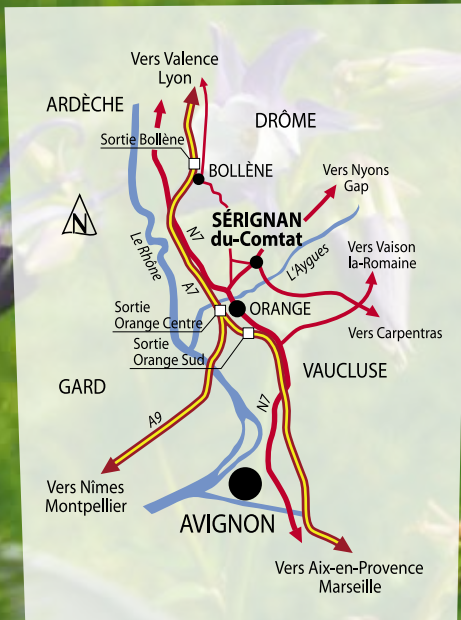 Vers Valence
Lyon
ARDÈCHE
DRÔME
Sortie Bollène
BOLLÈNE
Vers Nyons
Gap
N
SÉRIGNAN
du-Comtat
N7
Le Rhône
L'Aygues
Vers Vaison
la-Romaine
A7
Sortie
Orange Centre
ORANGE
Vers Carpentras
Sortie
Orange Sud
VAUCLUSE
GARD
N7
A9
Vers Nîmes
Montpellier
AVIGNON
Vers Aix-en-Provence
Marseille